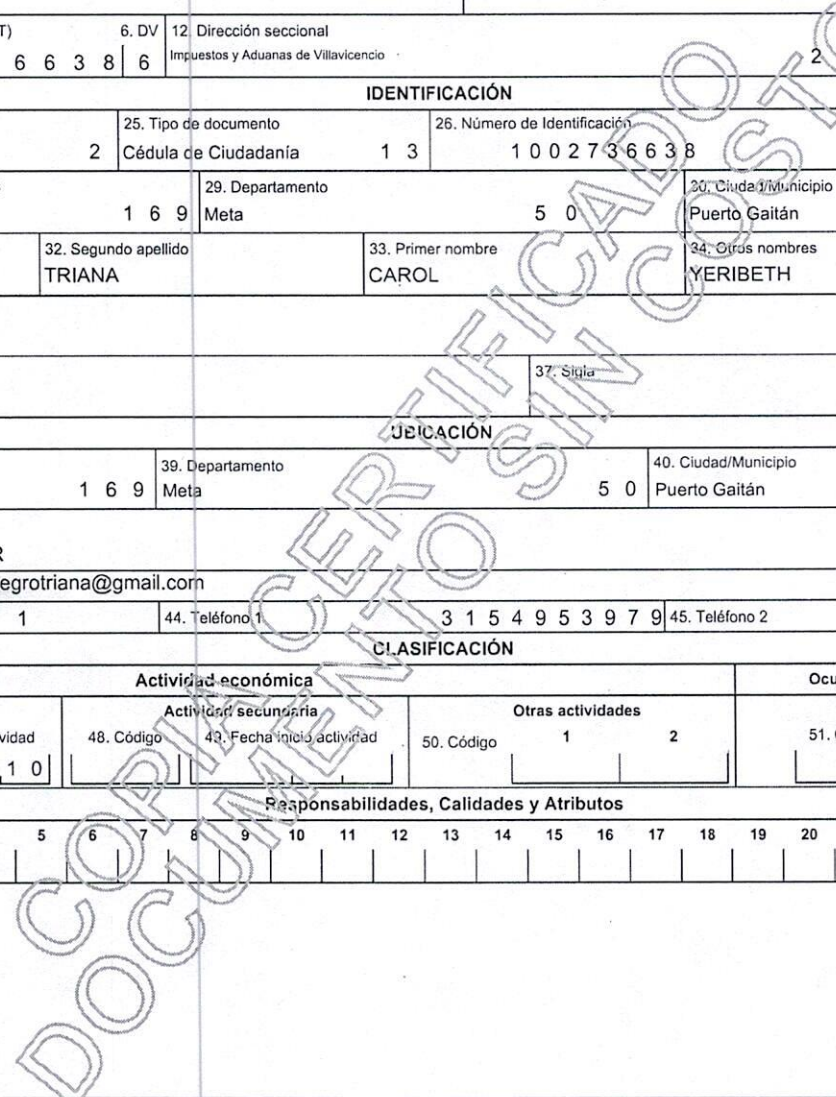 T) 6. DV 12. Dirección seccional
6 6 3 8 6 Impuestos y Aduanas de Villavicencio 2
IDENTIFICACIÓN
25. Tipo de documento 26. Número de Identificación
2 Cédula de Ciudadanía 1 3 1 0 0 2 7 3 6 6 3 8
29. Departamento 30. Ciudad/Municipio
1 6 9 Meta 5 0 Puerto Gaitán
32. Segundo apellido 33. Primer nombre 34. Otros nombres
TRIANA CAROL YERIBETH
37. Sigla
UBICACIÓN
39. Departamento 40. Ciudad/Municipio
1 6 9 Meta 5 0 Puerto Gaitán
R
egrotriana@gmail.com
1 44. Teléfono 1 3 1 5 4 9 5 3 9 7 9 45. Teléfono 2
CLASIFICACIÓN
Actividad económica Ocu
Actividad secundaria Otras actividades
vidad 48. Código 49. Fecha inicio actividad 50. Código 1 2 51.
1 0
Responsabilidades, Calidades y Atributos
5 6 7 8 9 10 11 12 13 14 15 16 17 18 19 20
COPIA CERTIFICADO
DOCUMENTO SIN COSTO